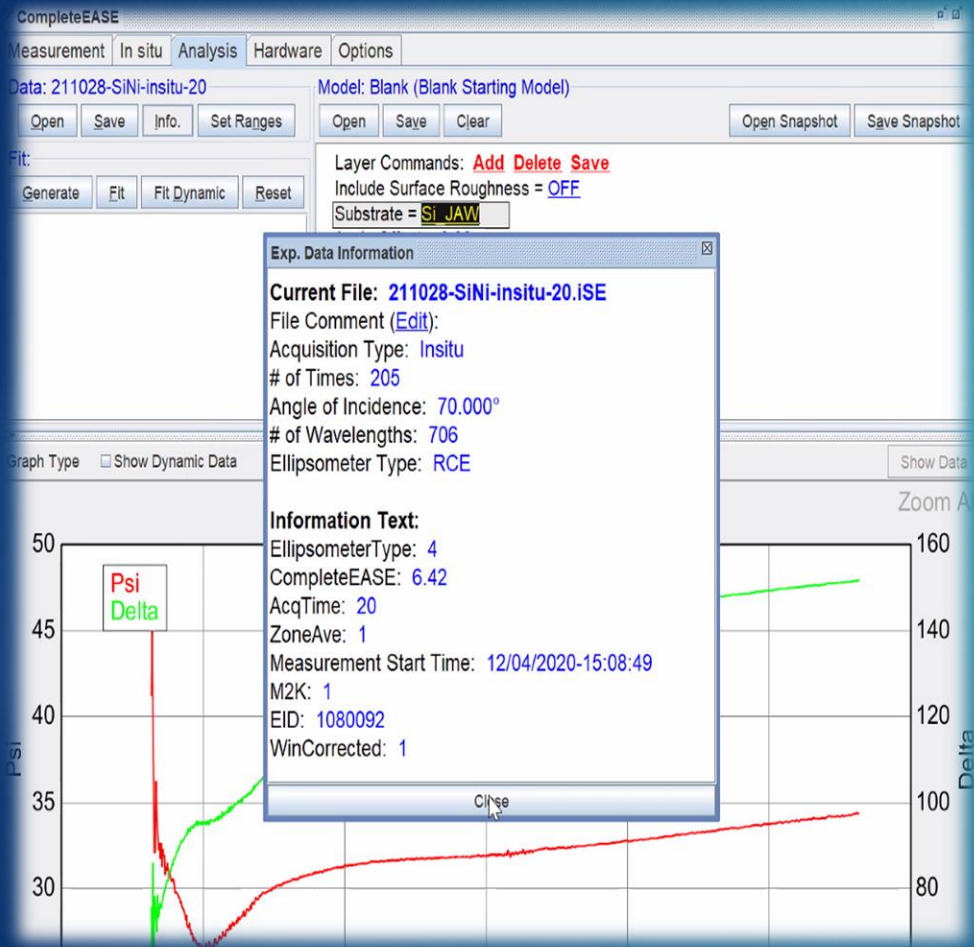 CompleteEASE
Measurement In situ Analysis Hardware Options
Data: 211028-SiNi-insitu-20 Model: Blank (Blank Starting Model)
Open Save Info. Set Ranges Open Save Clear Open Snapshot Save Snapshot
Fit:
Generate Fit Fit Dynamic Reset
Layer Commands: Add Delete Save
Include Surface Roughness = OFF
Substrate = Si_JAW
Exp. Data Information
Current File: 211028-SiNi-insitu-20.iSE
File Comment (Edit):
Acquisition Type: Insitu
# of Times: 205
Angle of Incidence: 70.000°
# of Wavelengths: 706
Ellipsometer Type: RCE
Information Text:
EllipsometerType: 4
CompleteEASE: 6.42
AcqTime: 20
ZoneAve: 1
Measurement Start Time: 12/04/2020-15:08:49
M2K: 1
EID: 1080092
WinCorrected: 1
Close
Graph Type Show Dynamic Data Show Data
Zoom A
50 160
Psi
Delta
45 140
40 120
Psi Delta
35 100
30 80